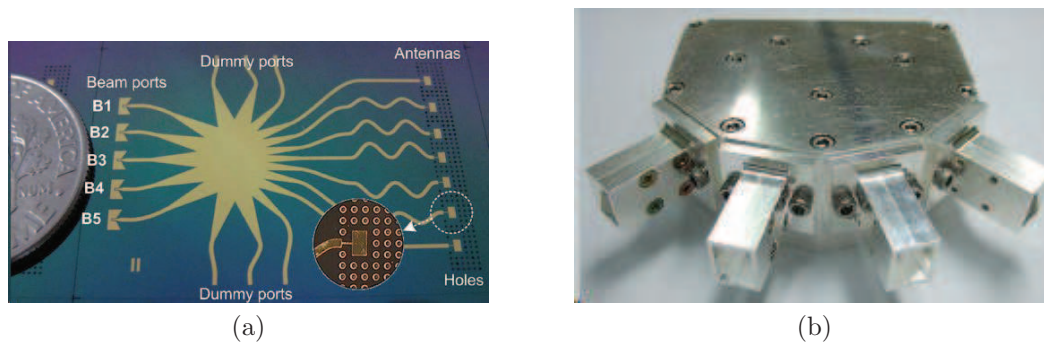 Antennas
Dummy ports
Beam ports
B1
B2
B3
B4
B5
Dummy ports
Holes
(a)
(b)